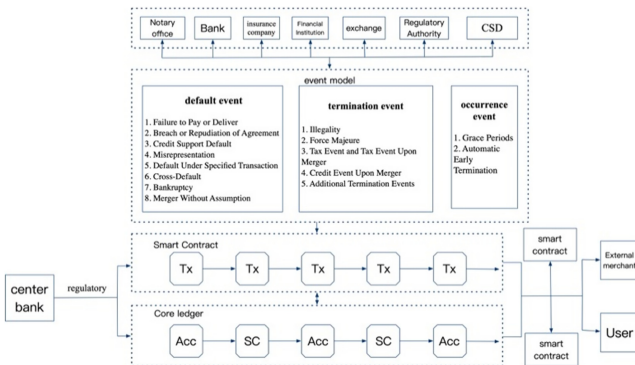 Notary
office
Bank
insurance
company
Financial
Institution
exchange
Regulatory
Authority
CSD
event model
default event
1. Failure to Pay or Deliver
2. Breach or Repudiation of Agreement
3. Credit Support Default
4. Misrepresentation
5. Default Under Specified Transaction
6. Cross-Default
7. Bankruptcy
8. Merger Without Assumption
termination event
1. Illegality
2. Force Majeure
3. Tax Event and Tax Event Upon
Merger
4. Credit Event Upon Merger
5. Additional Termination Events
occurrence
event
1. Grace Periods
2. Automatic
Early
Termination
Smart Contract
Tx
Tx
Tx
Tx
Tx
center
bank
regulatory
Core ledger
Acc
SC
Acc
SC
Acc
smart
contract
smart
contract
External
merchant
User